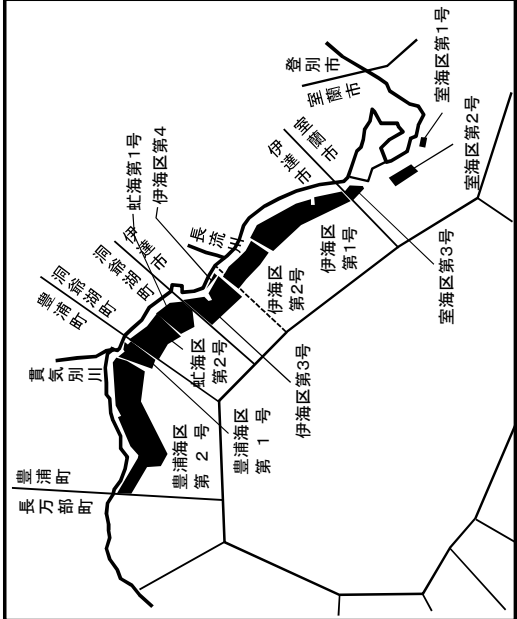 室海区第1号
登別市
室蘭市
室海区第2号
室蘭市
伊達市
虻海第1号
伊海区第4
長流川
伊達市
洞爺湖町
伊海区
第1号
室海区第3号
伊海区
第2号
洞爺湖町
豊浦町
虻海区
第2号
伊海区第3号
貫気別川
豊浦海区
第1号
豊浦海区
第2号
豊浦町
長万部町